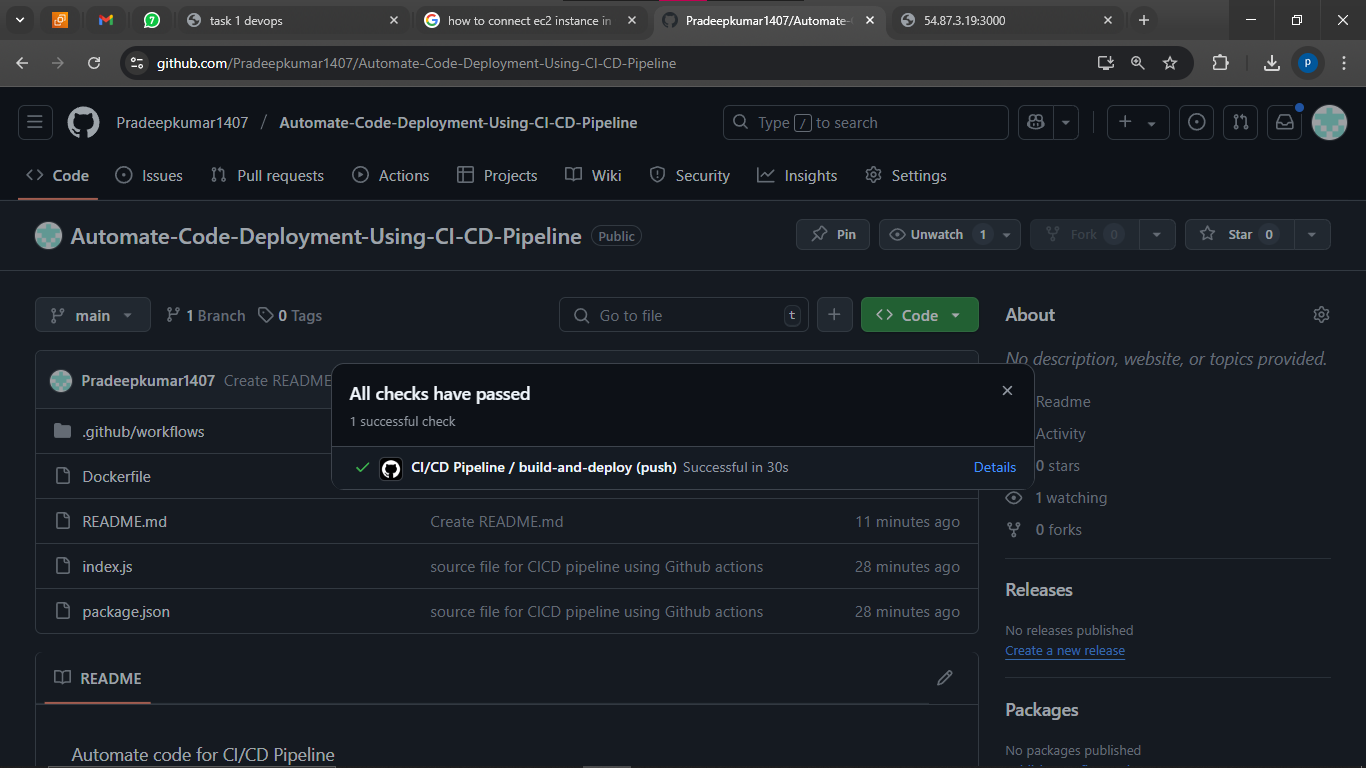 task 1 devops
how to connect ec2 instance in
Pradeepkumar1407/Automate-
54.87.3.19:3000
github.com/Pradeepkumar1407/Automate-Code-Deployment-Using-CI-CD-Pipeline
p
Pradeepkumar1407 / Automate-Code-Deployment-Using-CI-CD-Pipeline
Type / to search
Code
Issues
Pull requests
Actions
Projects
Wiki
Security
Insights
Settings
Automate-Code-Deployment-Using-CI-CD-Pipeline Public
Pin
Unwatch 1
Fork 0
Star 0
main
1 Branch
0 Tags
Go to file t
Code
About
No description, website, or topics provided.
Readme
Activity
0 stars
1 watching
0 forks
Pradeepkumar1407 Create README
All checks have passed
1 successful check
CI/CD Pipeline / build-and-deploy (push) Successful in 30s Details
.github/workflows
Dockerfile
README.md Create README.md 11 minutes ago
index.js source file for CICD pipeline using Github actions 28 minutes ago
package.json source file for CICD pipeline using Github actions 28 minutes ago
Releases
No releases published
Create a new release
README
Packages
No packages published
Automate code for CI/CD Pipeline